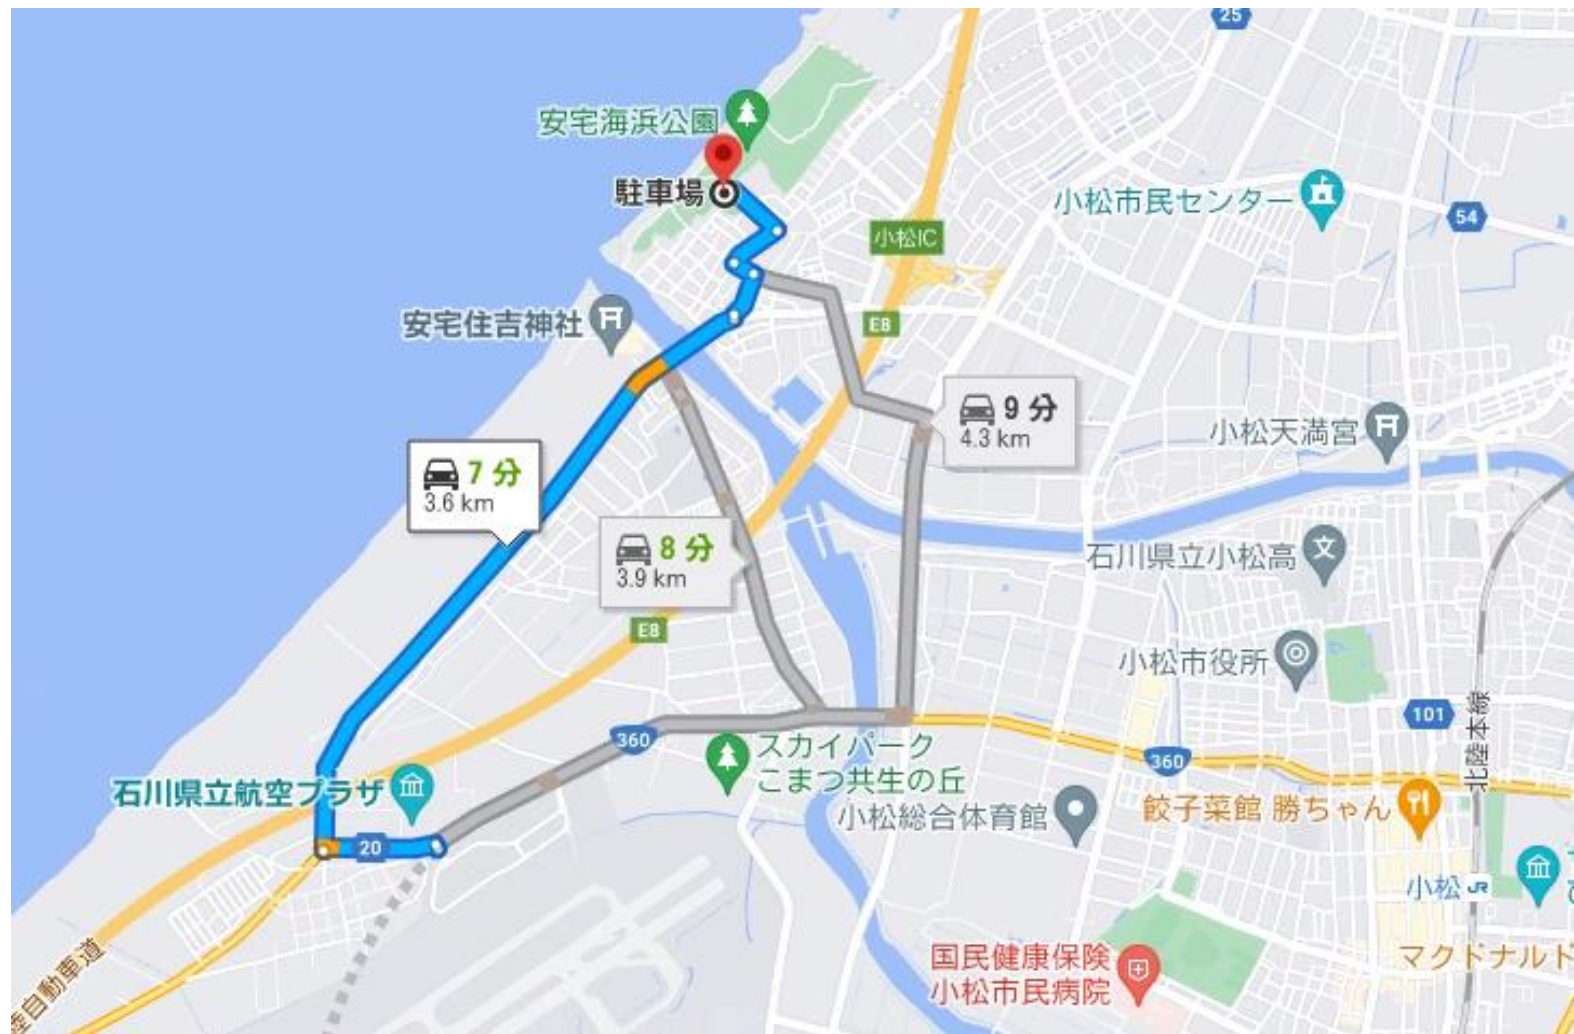 25
安宅海浜公園
駐車場
小松市民センター
54
小松IC
安宅住吉神社
E8
9 分
4.3 km
小松天満宮
7 分
3.6 km
8 分
3.9 km
石川県立小松高
E8
小松市役所
101
北陸本線
360
スカイパーク
こまつ共生の丘
360
石川県立航空プラザ
小松総合体育館
餃子菜館 勝ちゃん
20
小松 JR
国民健康保険
小松市民病院
マクドナルド
陸自動車道